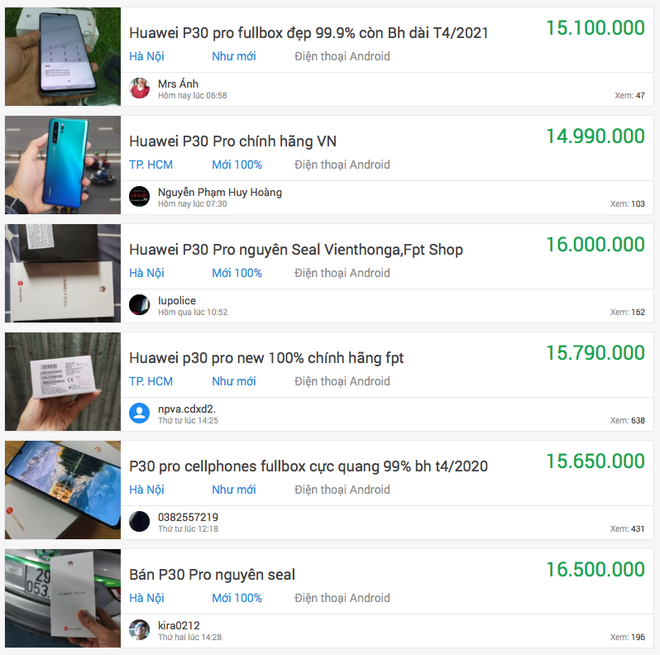 Huawei P30 pro fullbox đẹp 99.9% còn Bh dài T4/2021
15.100.000
Hà Nội Như mới Điện thoại Android
Mrs Ánh
Hôm nay lúc 06:58
Xem: 47
Huawei P30 Pro chính hãng VN
14.990.000
TP. HCM Mới 100% Điện thoại Android
Nguyễn Phạm Huy Hoàng
Hôm nay lúc 07:30
Xem: 103
Huawei P30 Pro nguyên Seal Vienthonga,Fpt Shop
16.000.000
Hà Nội Mới 100% Điện thoại Android
lupolice
Hôm qua lúc 10:52
Xem: 162
Huawei p30 pro new 100% chính hãng fpt
15.790.000
TP. HCM Như mới Điện thoại Android
npva.cdxd2.
Thứ tư lúc 14:25
Xem: 638
P30 pro cellphones fullbox cực quang 99% bh t4/2020
15.650.000
Hà Nội Như mới Điện thoại Android
0382557219
Thứ tư lúc 12:18
Xem: 431
29
053.
Bán P30 Pro nguyên seal
16.500.000
Hà Nội Mới 100% Điện thoại Android
kira0212
Thứ hai lúc 14:28
Xem: 196